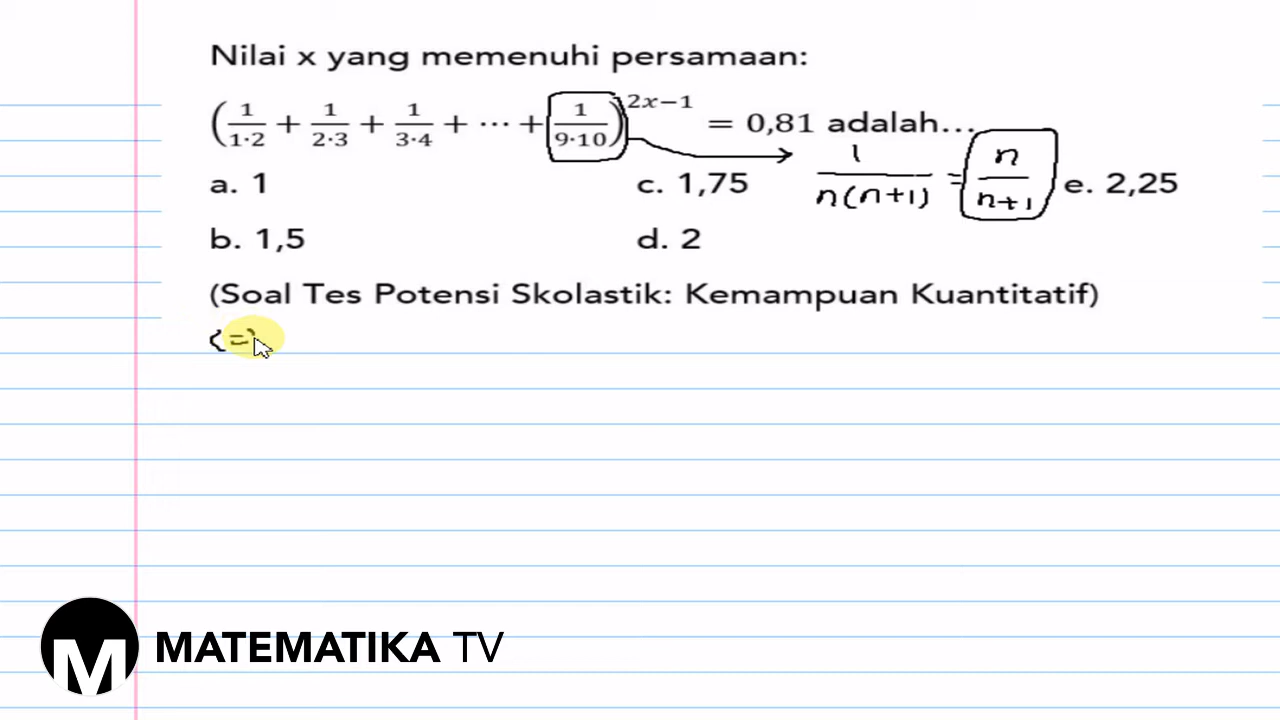 Nilai x yang memenuhi persamaan:
(1/1·2 + 1/2·3 + 1/3·4 + ⋯ + 1/9·10)^2x−1 = 0,81 adalah...
1/n(n+1) = n/n+1
a. 1 c. 1,75 e. 2,25
b. 1,5 d. 2
(Soal Tes Potensi Skolastik: Kemampuan Kuantitatif)
<=>
MATEMATIKA TV